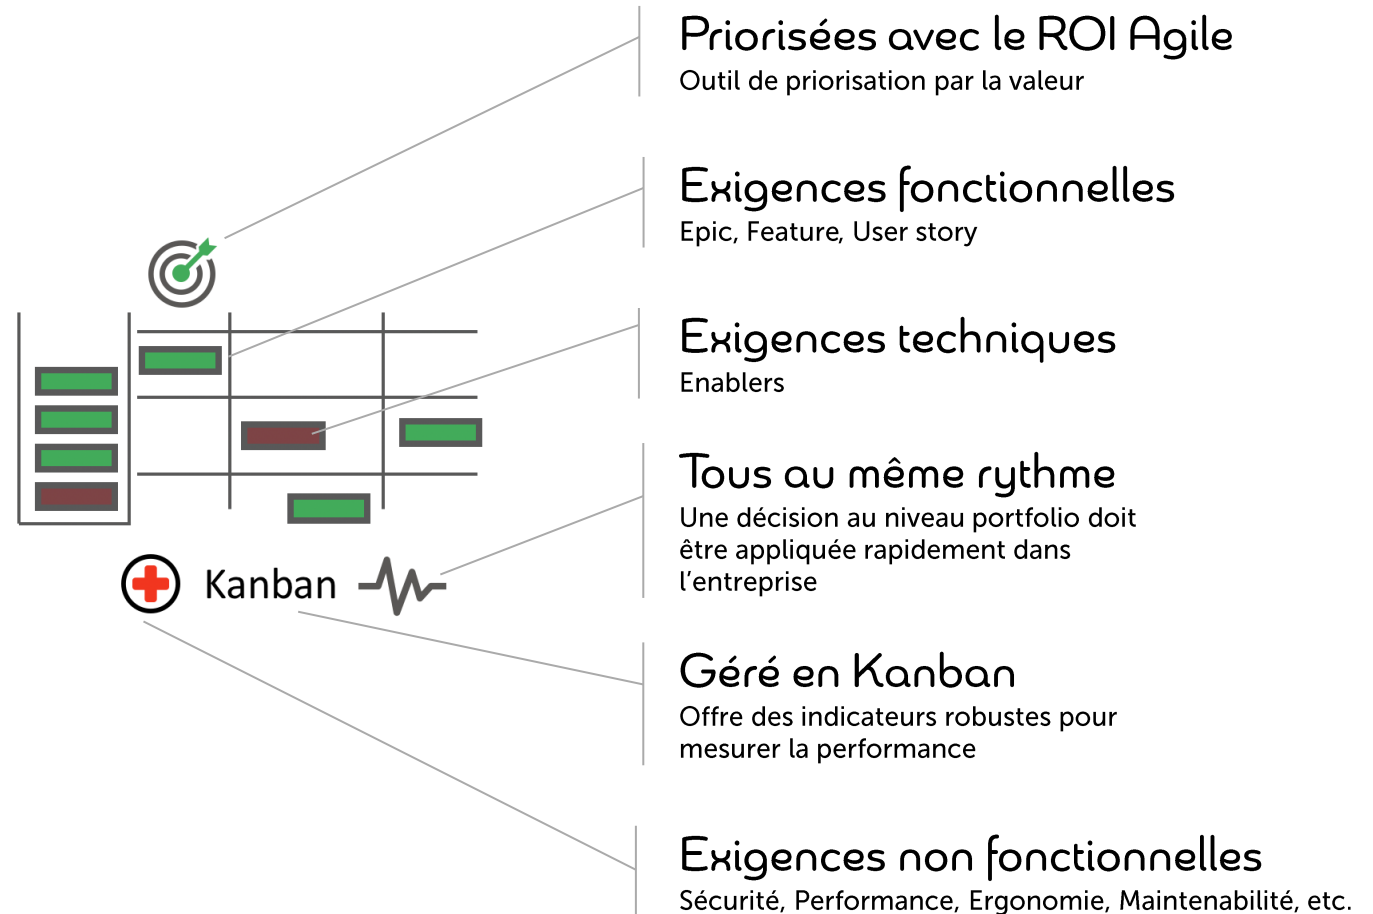 Priorisées avec le ROI Agile
Outil de priorisation par la valeur
Exigences fonctionnelles
Epic, Feature, User story
Exigences techniques
Enablers
Tous au même rythme
Une décision au niveau portfolio doit
être appliquée rapidement dans
l'entreprise
Kanban
Géré en Kanban
Offre des indicateurs robustes pour
mesurer la performance
Exigences non fonctionnelles
Sécurité, Performance, Ergonomie, Maintenabilité, etc.